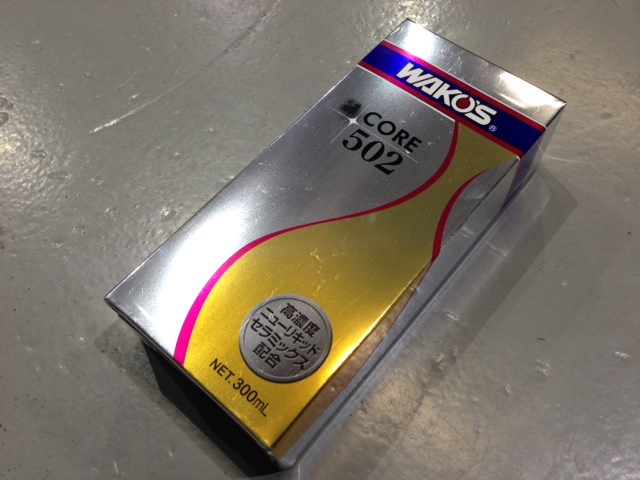 WAKO'S®
CORE
502
高濃度
ニューリキッド
セラミックス
配合
NET.300mL